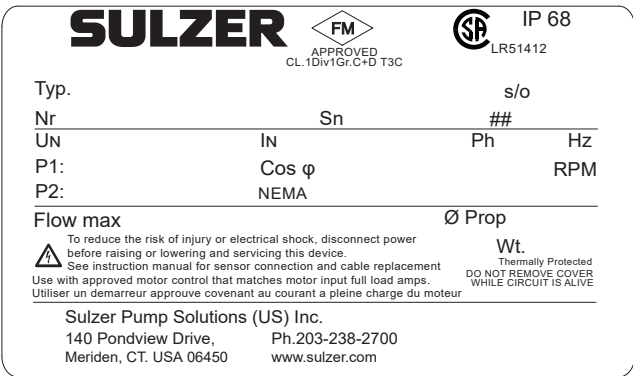 SULZER
FM
APPROVED
CL.1Div1Gr.C+D T3C
SA
IP 68
LR51412
Typ. s/o
Nr Sn ##
UN IN Ph Hz
P1: Cos φ RPM
P2: NEMA
Flow max Ø Prop
To reduce the risk of injury or electrical shock, disconnect power
before raising or lowering and servicing this device.
See instruction manual for sensor connection and cable replacement
Wt.
Thermally Protected
DO NOT REMOVE COVER
WHILE CIRCUIT IS ALIVE
Use with approved motor control that matches motor input full load amps.
Utiliser un demarreur approuve covenant au courant a pleine charge du moteur
Sulzer Pump Solutions (US) Inc.
140 Pondview Drive, Ph.203-238-2700
Meriden, CT. USA 06450 www.sulzer.com